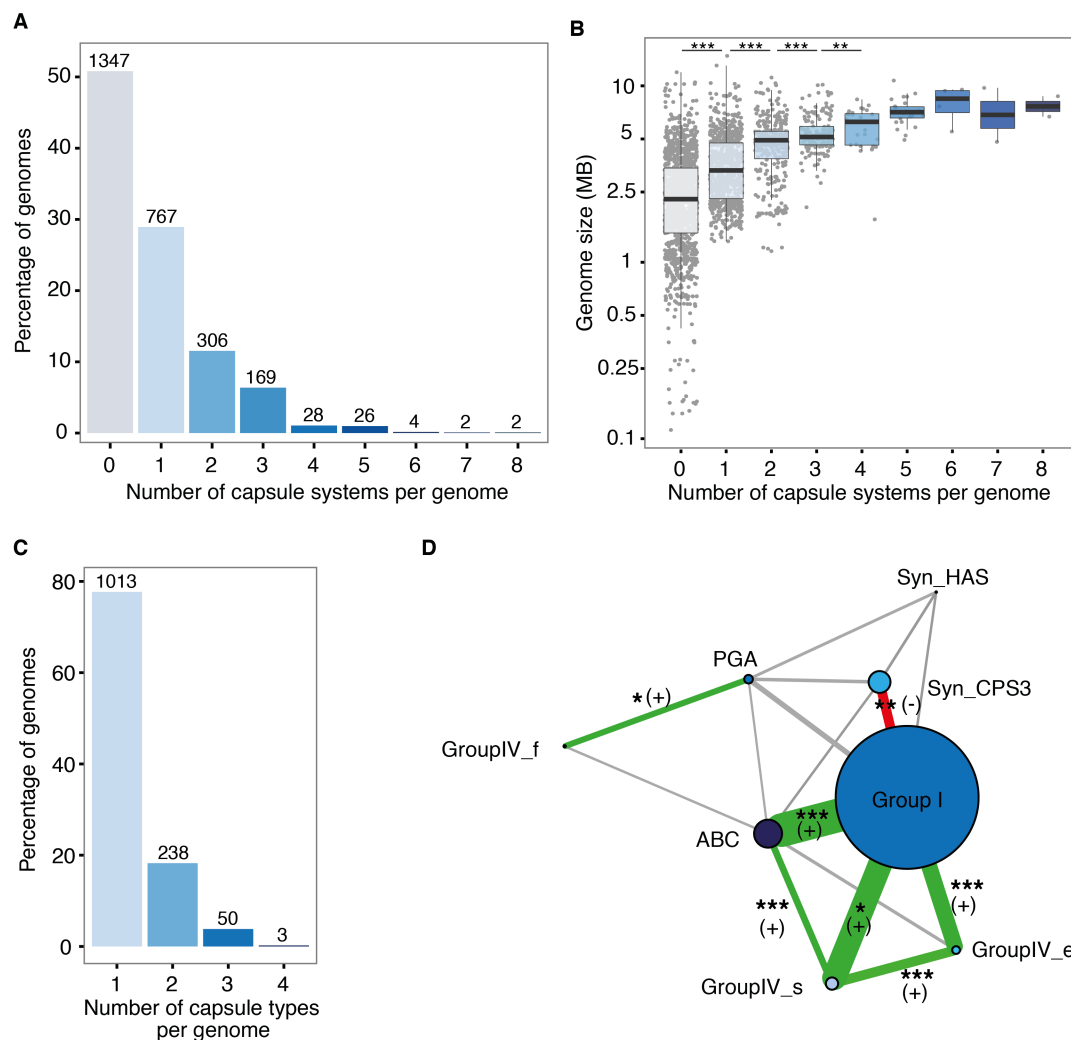 A
Percentage of genomes
50
40
30
20
10
0
1347
767
306
169
28
26
4
2
2
0 1 2 3 4 5 6 7 8
Number of capsule systems per genome
B
Genome size (MB)
10
5
2.5
1
0.5
0.25
0.1
*** *** *** **
0 1 2 3 4 5 6 7 8
Number of capsule systems per genome
C
Percentage of genomes
80
60
40
20
0
1013
238
50
3
1 2 3 4
Number of capsule types
per genome
D
Syn_HAS
PGA
Syn_CPS3
* (+)
** (-)
GroupIV_f
Group I
ABC
***
(+)
***
(+)
*
(+)
***
(+)
GroupIV_e
GroupIV_s
***
(+)